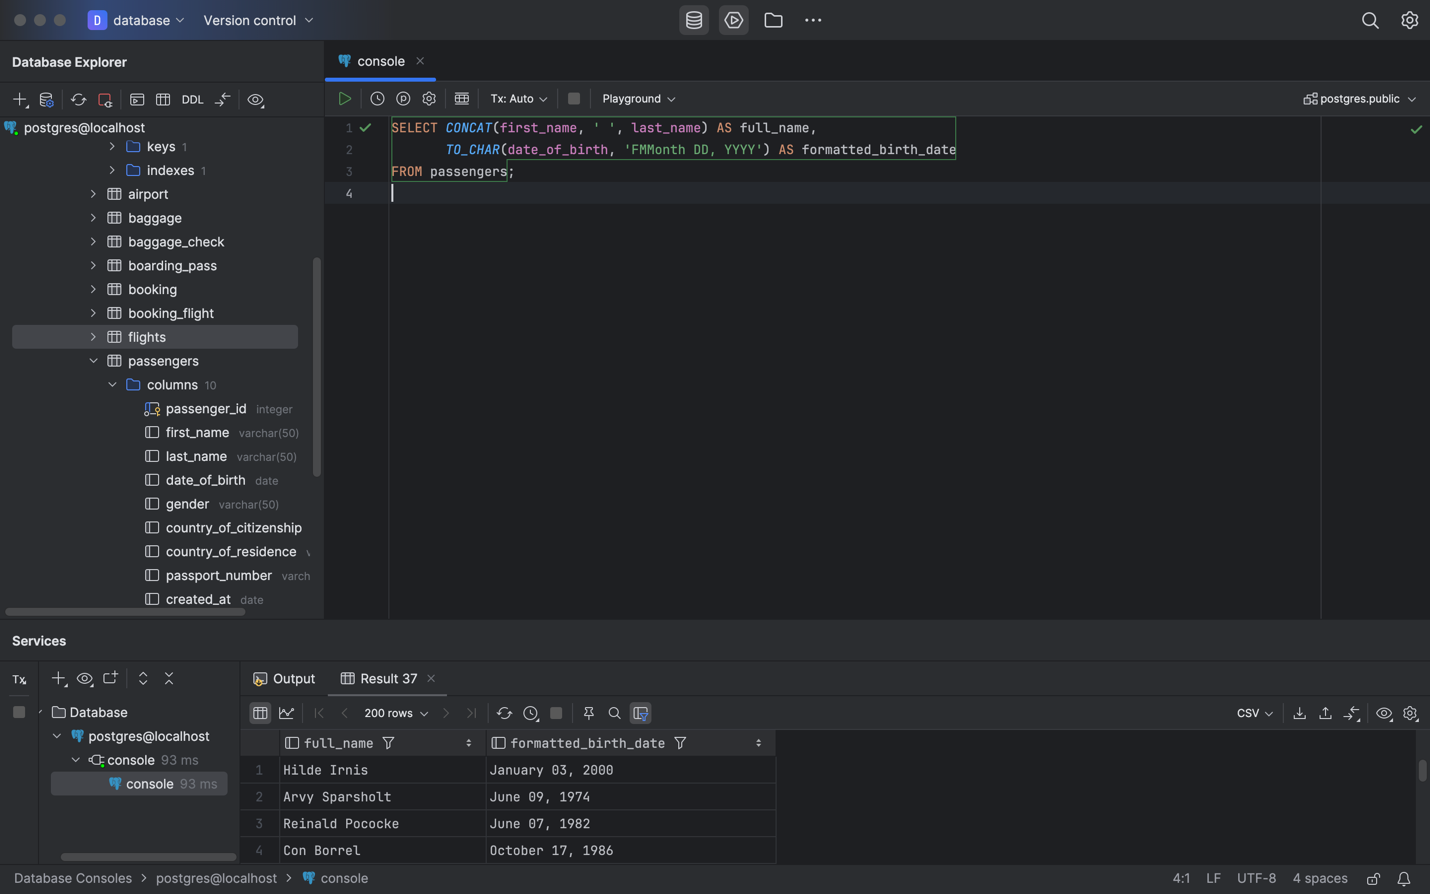 D database Version control
Database Explorer
console
DDL
Tx: Auto Playground postgres.public
postgres@localhost
keys 1
indexes 1
airport
baggage
baggage_check
boarding_pass
booking
booking_flight
flights
passengers
columns 10
passenger_id integer
first_name varchar(50)
last_name varchar(50)
date_of_birth date
gender varchar(50)
country_of_citizenship
country_of_residence
passport_number varch
created_at date
1 SELECT CONCAT(first_name, ' ', last_name) AS full_name,
2 TO_CHAR(date_of_birth, 'FMMonth DD, YYYY') AS formatted_birth_date
3 FROM passengers;
4
Services
Tx
Database
postgres@localhost
console 93 ms
console 93 ms
Output Result 37
200 rows CSV
full_name formatted_birth_date
1 Hilde Irnis January 03, 2000
2 Arvy Sparsholt June 09, 1974
3 Reinald Pococke June 07, 1982
4 Con Borrel October 17, 1986
Database Consoles > postgres@localhost > console 4:1 LF UTF-8 4 spaces